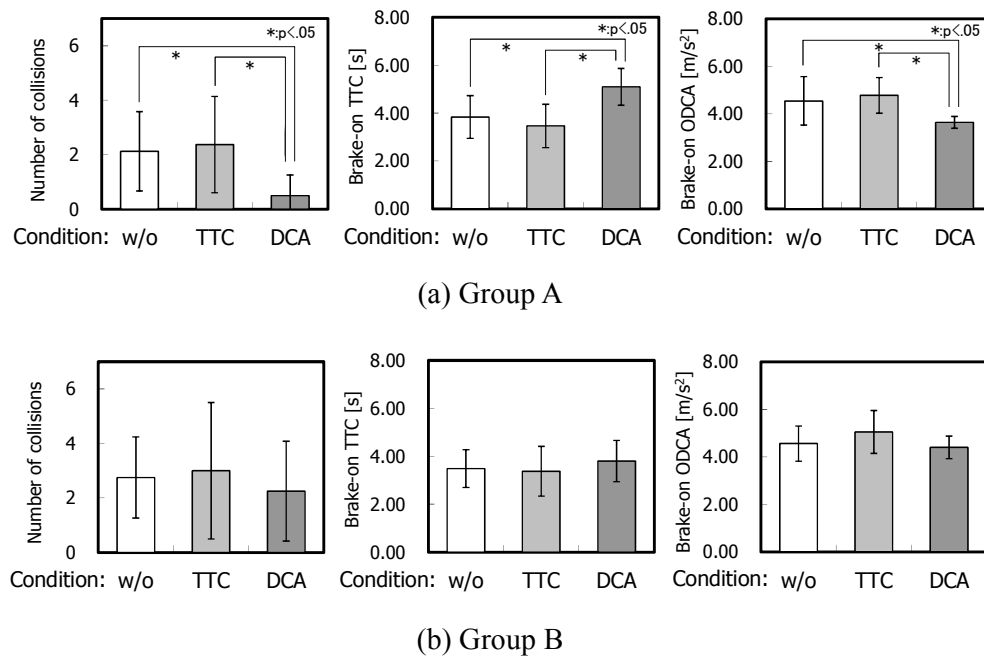 Number of collisions
6
4
2
0
*:p<.05
*
*
Condition: w/o TTC DCA
Brake-on TTC [s]
8.00
6.00
4.00
2.00
0.00
*:p<.05
*
*
w/o TTC DCA
Brake-on ODCA [m/s²]
8.00
6.00
4.00
2.00
0.00
*:p<.05
*
*
Condition: w/o TTC DCA
(a) Group A
Number of collisions
6
4
2
0
Condition: w/o TTC DCA
Brake-on TTC [s]
8.00
6.00
4.00
2.00
0.00
Condition: w/o TTC DCA
Brake-on ODCA [m/s²]
8.00
6.00
4.00
2.00
0.00
Condition: w/o TTC DCA
(b) Group B